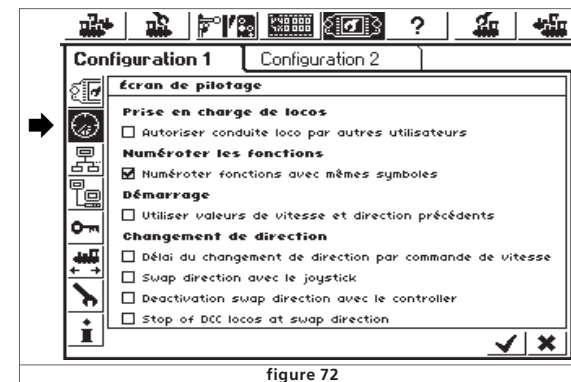 ?
Configuration 1
Configuration 2
Écran de pilotage
Prise en charge de locos
Autoriser conduite loco par autres utilisateurs
Numéroter les fonctions
Numéroter fonctions avec mêmes symboles
Démarrage
Utiliser valeurs de vitesse et direction précédents
Changement de direction
Délai du changement de direction par commande de vitesse
Swap direction avec le joystick
Deactivation swap direction avec le controller
Stop of DCC locos at swap direction
figure 72